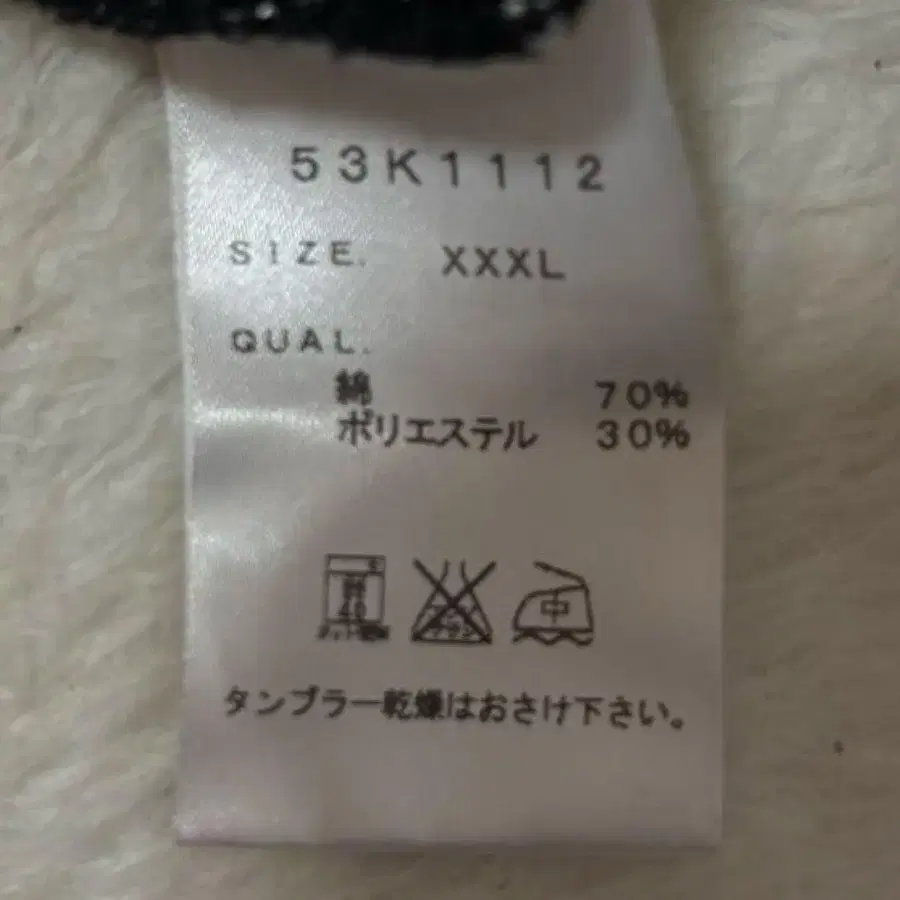 53K1112
SIZE. XXXL
QUAL.
綿 70%
ポリエステル 30%
40
中
タンブラー乾燥はおさけ下さい。